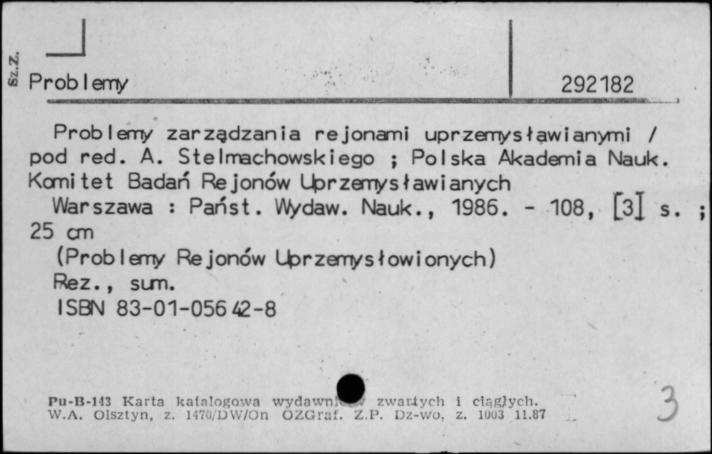 Sz.Z.
Problemy 292182
Problemy zarządzania rejonami uprzemysławianymi /
pod red. A. Stelmachowskiego ; Polska Akademia Nauk.
Komitet Badań Rejonów Uprzemysławianych
Warszawa : Państ. Wydaw. Nauk., 1986. - 108, [3] s. ;
25 cm
(Problemy Rejonów Uprzemysłowionych)
Rez., sum.
ISBN 83-01-05642-8
Pu-B-143 Karta katalogowa zwartych i ciągłych.
W.A. Olsztyn, z. 1470/DW/On OZGraf. Z.P. Dz-wo, z. 1003 11.87
3